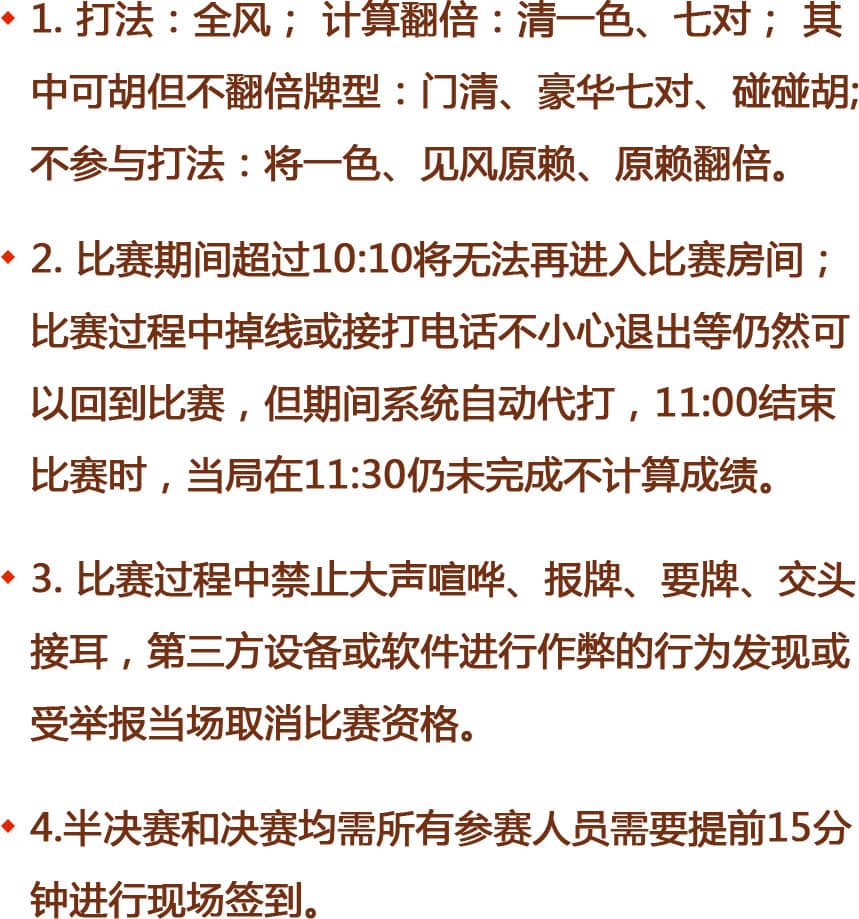 1. 打法：全风； 计算翻倍：清一色、七对； 其
中可胡但不翻倍牌型：门清、豪华七对、碰碰胡;
不参与打法：将一色、见风原赖、原赖翻倍。
2. 比赛期间超过10:10将无法再进入比赛房间；
比赛过程中掉线或接打电话不小心退出等仍然可
以回到比赛，但期间系统自动代打，11:00结束
比赛时，当局在11:30仍未完成不计算成绩。
3. 比赛过程中禁止大声喧哗、报牌、要牌、交头
接耳，第三方设备或软件进行作弊的行为发现或
受举报当场取消比赛资格。
4.半决赛和决赛均需所有参赛人员需要提前15分
钟进行现场签到。